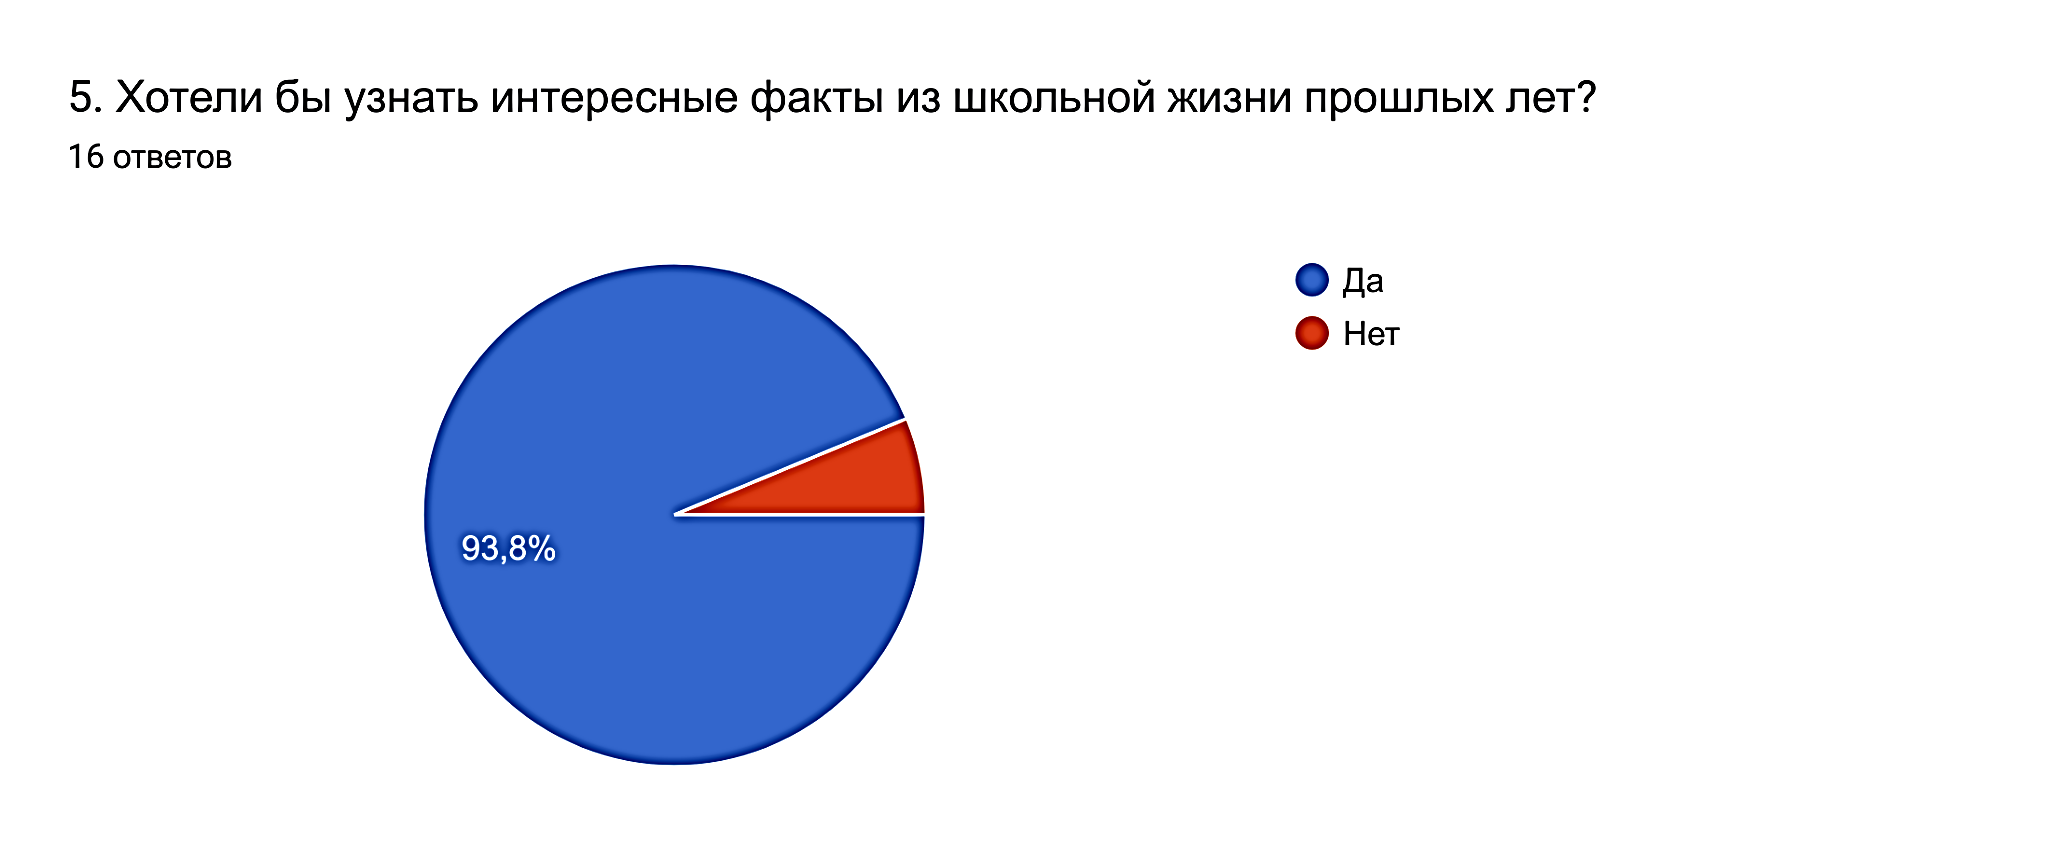 5. Хотели бы узнать интересные факты из школьной жизни прошлых лет?
16 ответов
Да
Нет
93,8%